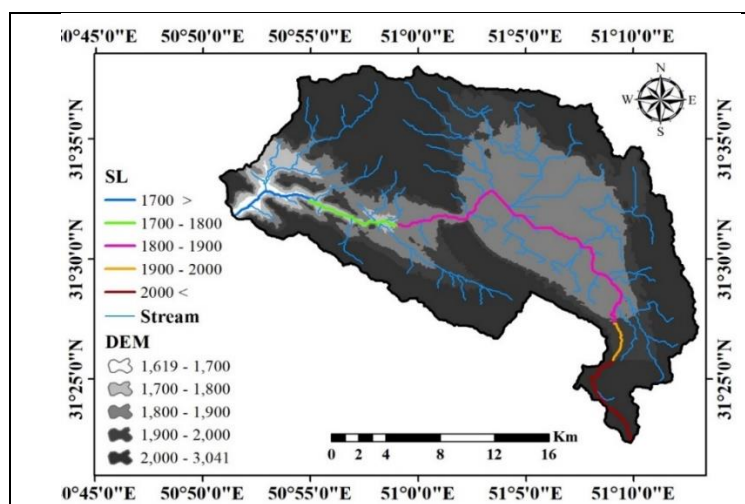 0°45'0"E 50°50'0"E 50°55'0"E 51°0'0"E 51°5'0"E 51°10'0"E
N
W E
S
31°35'0"N
31°30'0"N
31°25'0"N
SL
1700 >
1700 - 1800
1800 - 1900
1900 - 2000
2000 <
Stream
DEM
1,619 - 1,700
1,700 - 1,800
1,800 - 1,900
1,900 - 2,000
2,000 - 3,041
Km
0 2 4 8 12 16
31°35'0"N
31°30'0"N
31°25'0"N
0°45'0"E 50°50'0"E 50°55'0"E 51°0'0"E 51°5'0"E 51°10'0"E